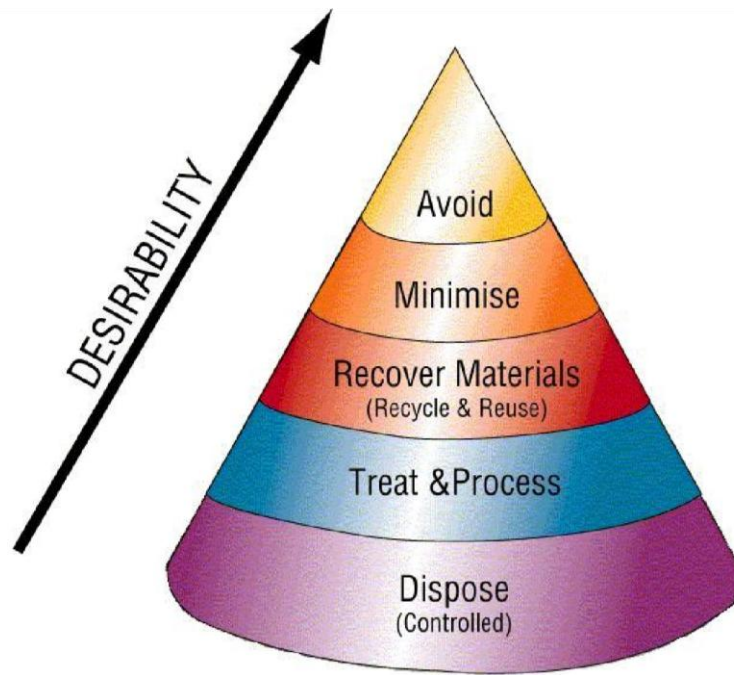 DESIRABILITY
Avoid
Minimise
Recover Materials
(Recycle & Reuse)
Treat &Process
Dispose
(Controlled)